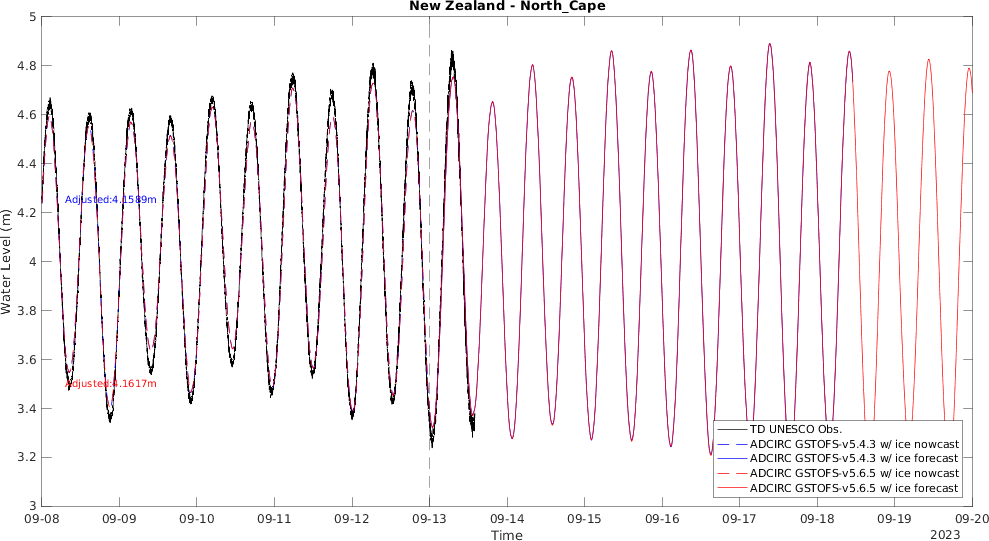 New Zealand - North_Cape
Water Level (m)
5
4.8
4.6
4.4
4.2
4
3.8
3.6
3.4
3.2
3
Adjusted:4.1589m
Adjusted:4.1617m
TD UNESCO Obs.
ADCIRC GSTOFS-v5.4.3 w/ ice nowcast
ADCIRC GSTOFS-v5.4.3 w/ ice forecast
ADCIRC GSTOFS-v5.6.5 w/ ice nowcast
ADCIRC GSTOFS-v5.6.5 w/ ice forecast
09-08 09-09 09-10 09-11 09-12 09-13 09-14 09-15 09-16 09-17 09-18 09-19 09-20
Time
2023